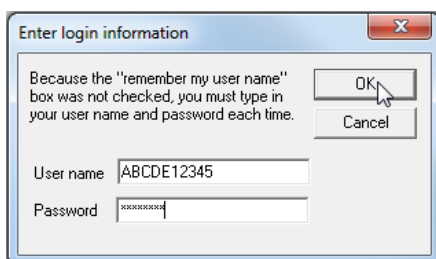 Enter login information
Because the "remember my user name"
box was not checked, you must type in
your user name and password each time.
OK
Cancel
User name ABCDE12345
Password ********